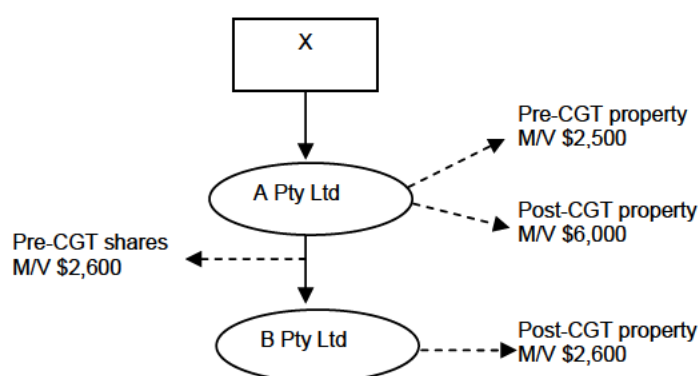 X
Pre-CGT property
M/V $2,500
A Pty Ltd
Post-CGT property
M/V $6,000
Pre-CGT shares
M/V $2,600
B Pty Ltd
Post-CGT property
M/V $2,600